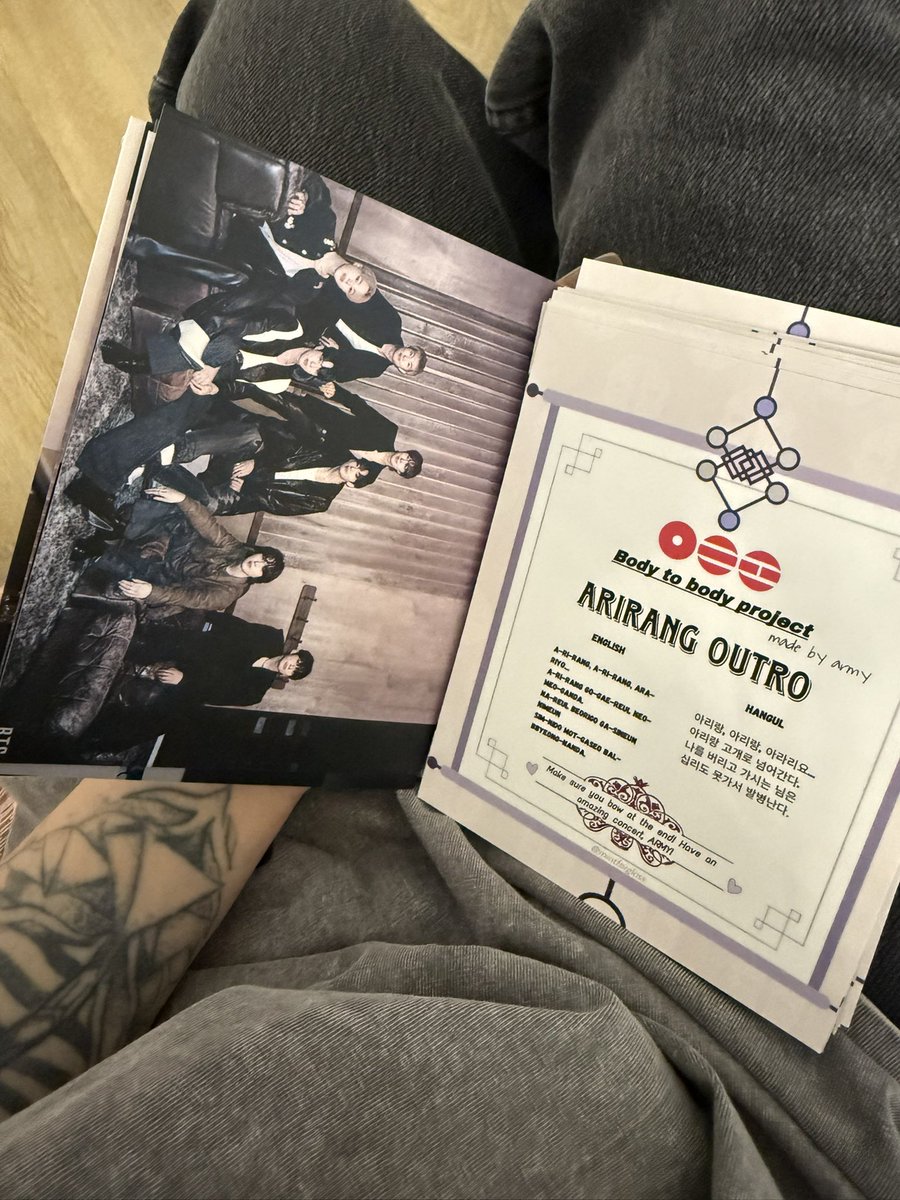 Body to body project
made by army
ARIRANG OUTRO
ENGLISH
A-RI-RANG, A-RI-RANG, ARA-
RIYO...
A-RI-RANG GO-GAE-REUL NEO-
MEO-GANDA.
NA-REUL BEORIGO GA-SINEUN
NIMEUN
SIM-NIDO MOT-GASEO BAL-
BBYEONG-NANDA.
HANGUL
아리랑, 아리랑, 아라리요...
아리랑 고개로 넘어간다.
나를 버리고 가시는 님은
십리도 못가서 발병난다.
Make sure you bow at the end! Have an
amazing concert, ARMY!